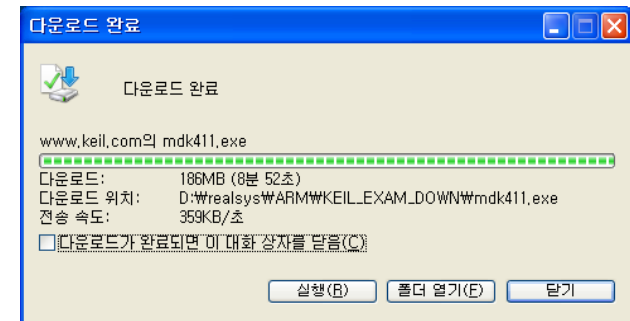 다운로드 완료
다운로드 완료
www.keil.com의 mdk411.exe
다운로드: 186MB (8분 52초)
다운로드 위치: D:₩realsys₩ARM₩KEIL_EXAM_DOWN₩mdk411.exe
전송 속도: 359KB/초
다운로드가 완료되면 이 대화 상자를 닫음(C)
실행(R) 폴더 열기(F) 닫기